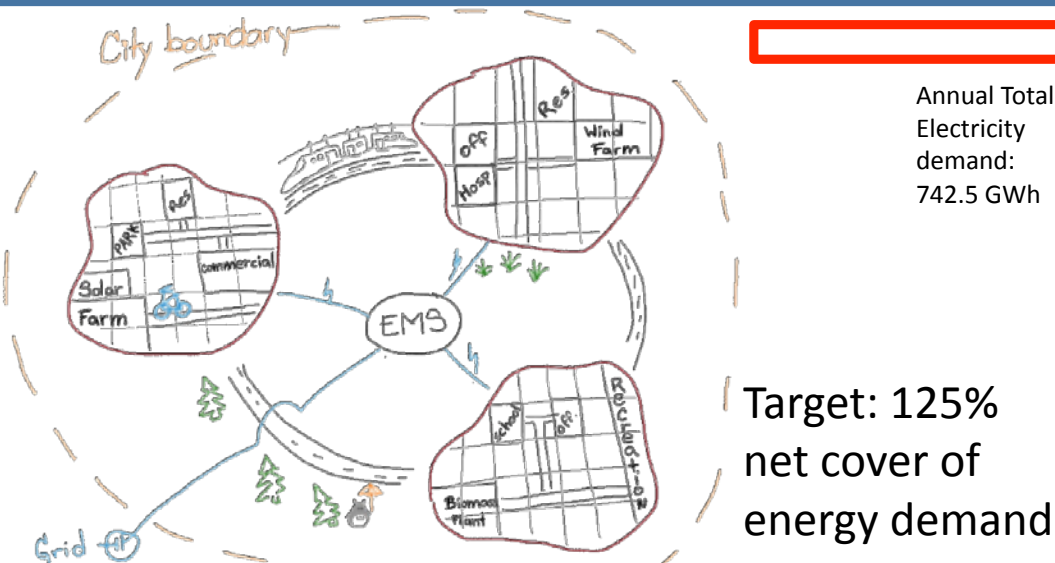 City boundary
Res.
Off
Wind
Farm
Hosp
Res
PARK
commercial
Solar
Farm
EMS
School
Off.
Recreation
Biomass
Plant
Grid
Annual Total
Electricity
demand:
742.5 GWh
Target: 125%
net cover of
energy demand